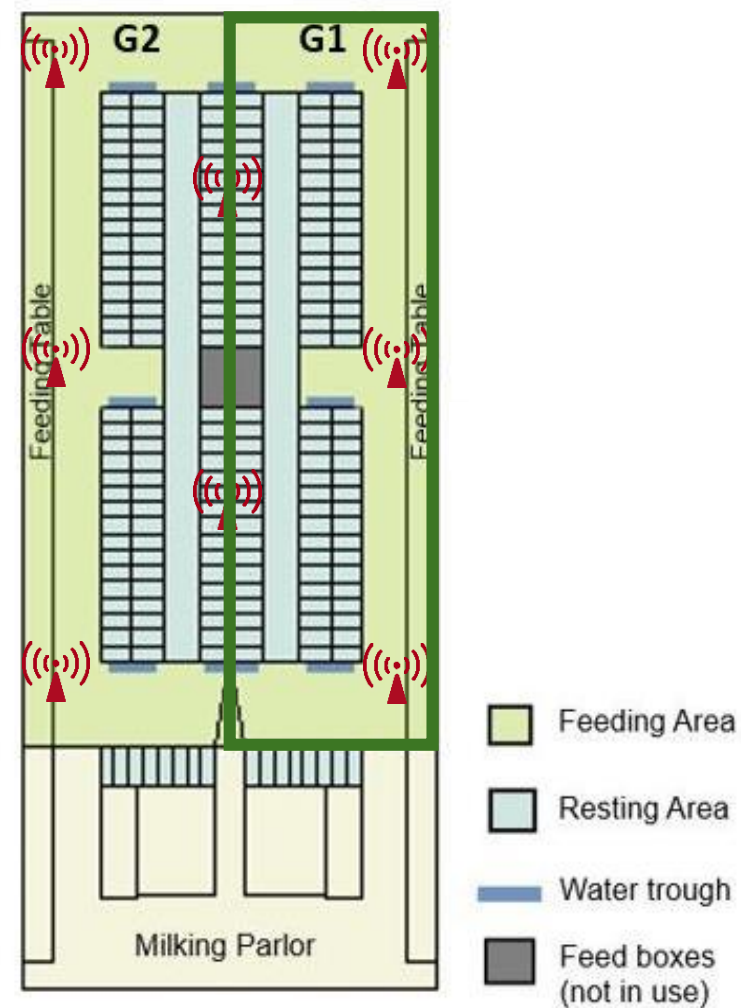 G2
G1
Feeding Table
Feeding Table
Feeding Area
Resting Area
Water trough
Feed boxes
(not in use)
Milking Parlor